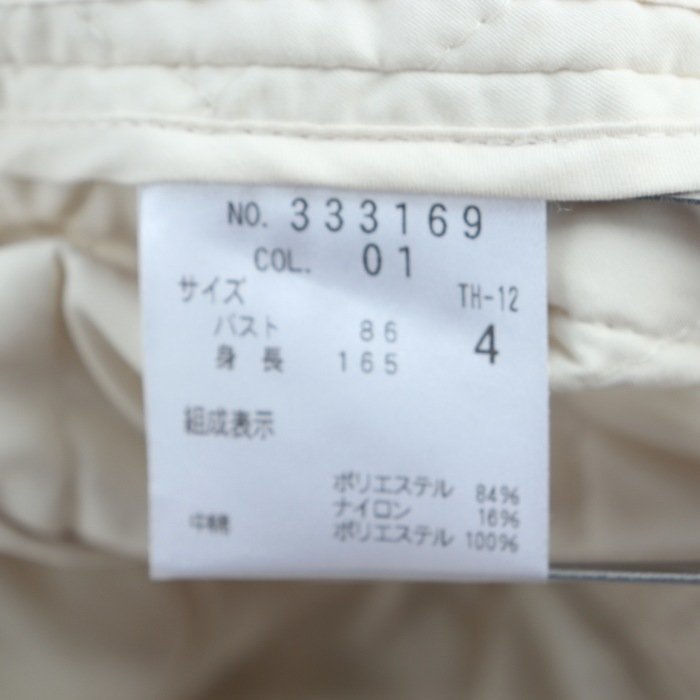 NO. 333169
COL. 01
サイズ TH-12
バスト 86 4
身長 165
組成表示
ポリエステル 84%
ナイロン 16%
中綿 ポリエステル 100%